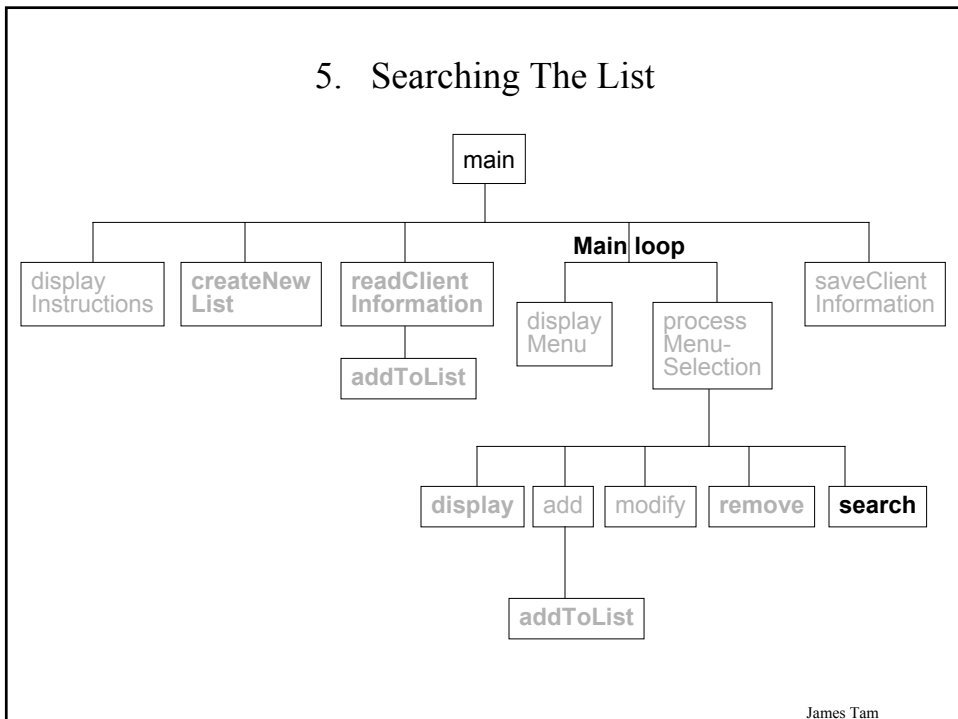 5. Searching The List
main
Main loop
display
Instructions
createNew
List
readClient
Information
addToList
display
Menu
process
Menu-
Selection
saveClient
Information
display
add
modify
remove
search
addToList
James Tam